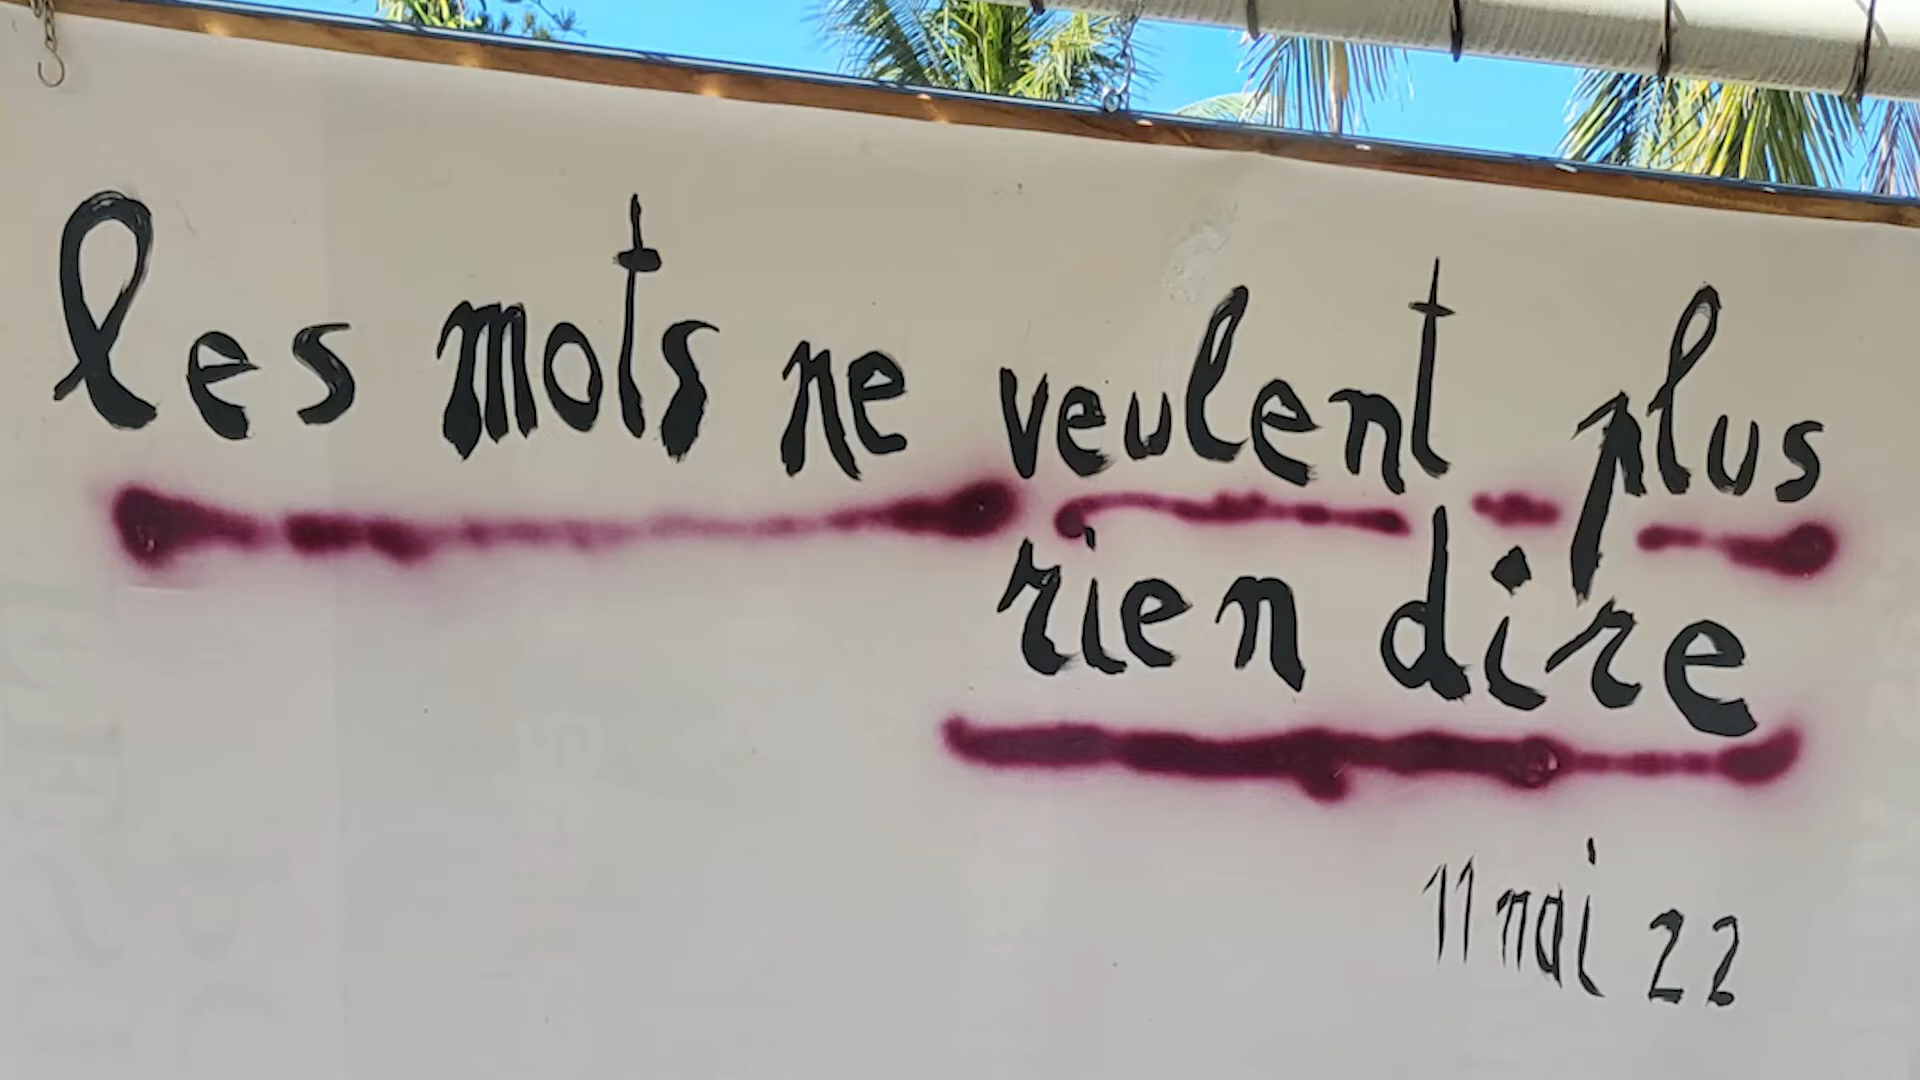 les mots ne veulent plus
rien dire
11 mai 22